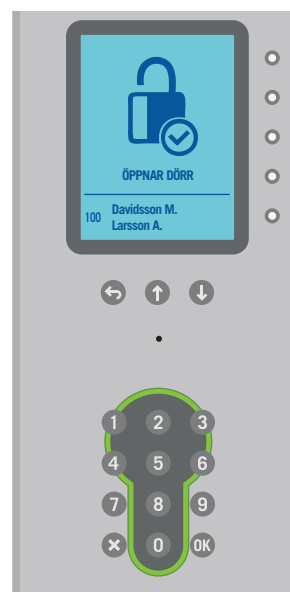 ÖPPNAR DÖRR
100 Davidsson M.
Larsson A.
1 2 3
4 5 6
7 8 9
0 OK